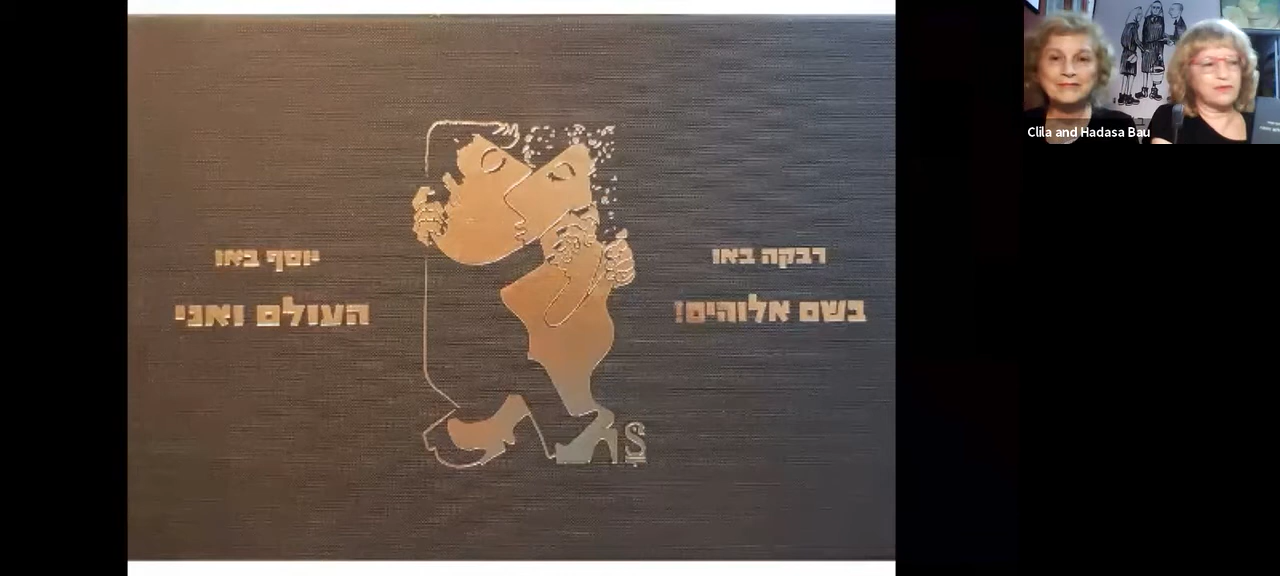 רבקה באו
בשם אלוהים!
יוסף באו
העולם ואני
Clila and Hadasa Bau